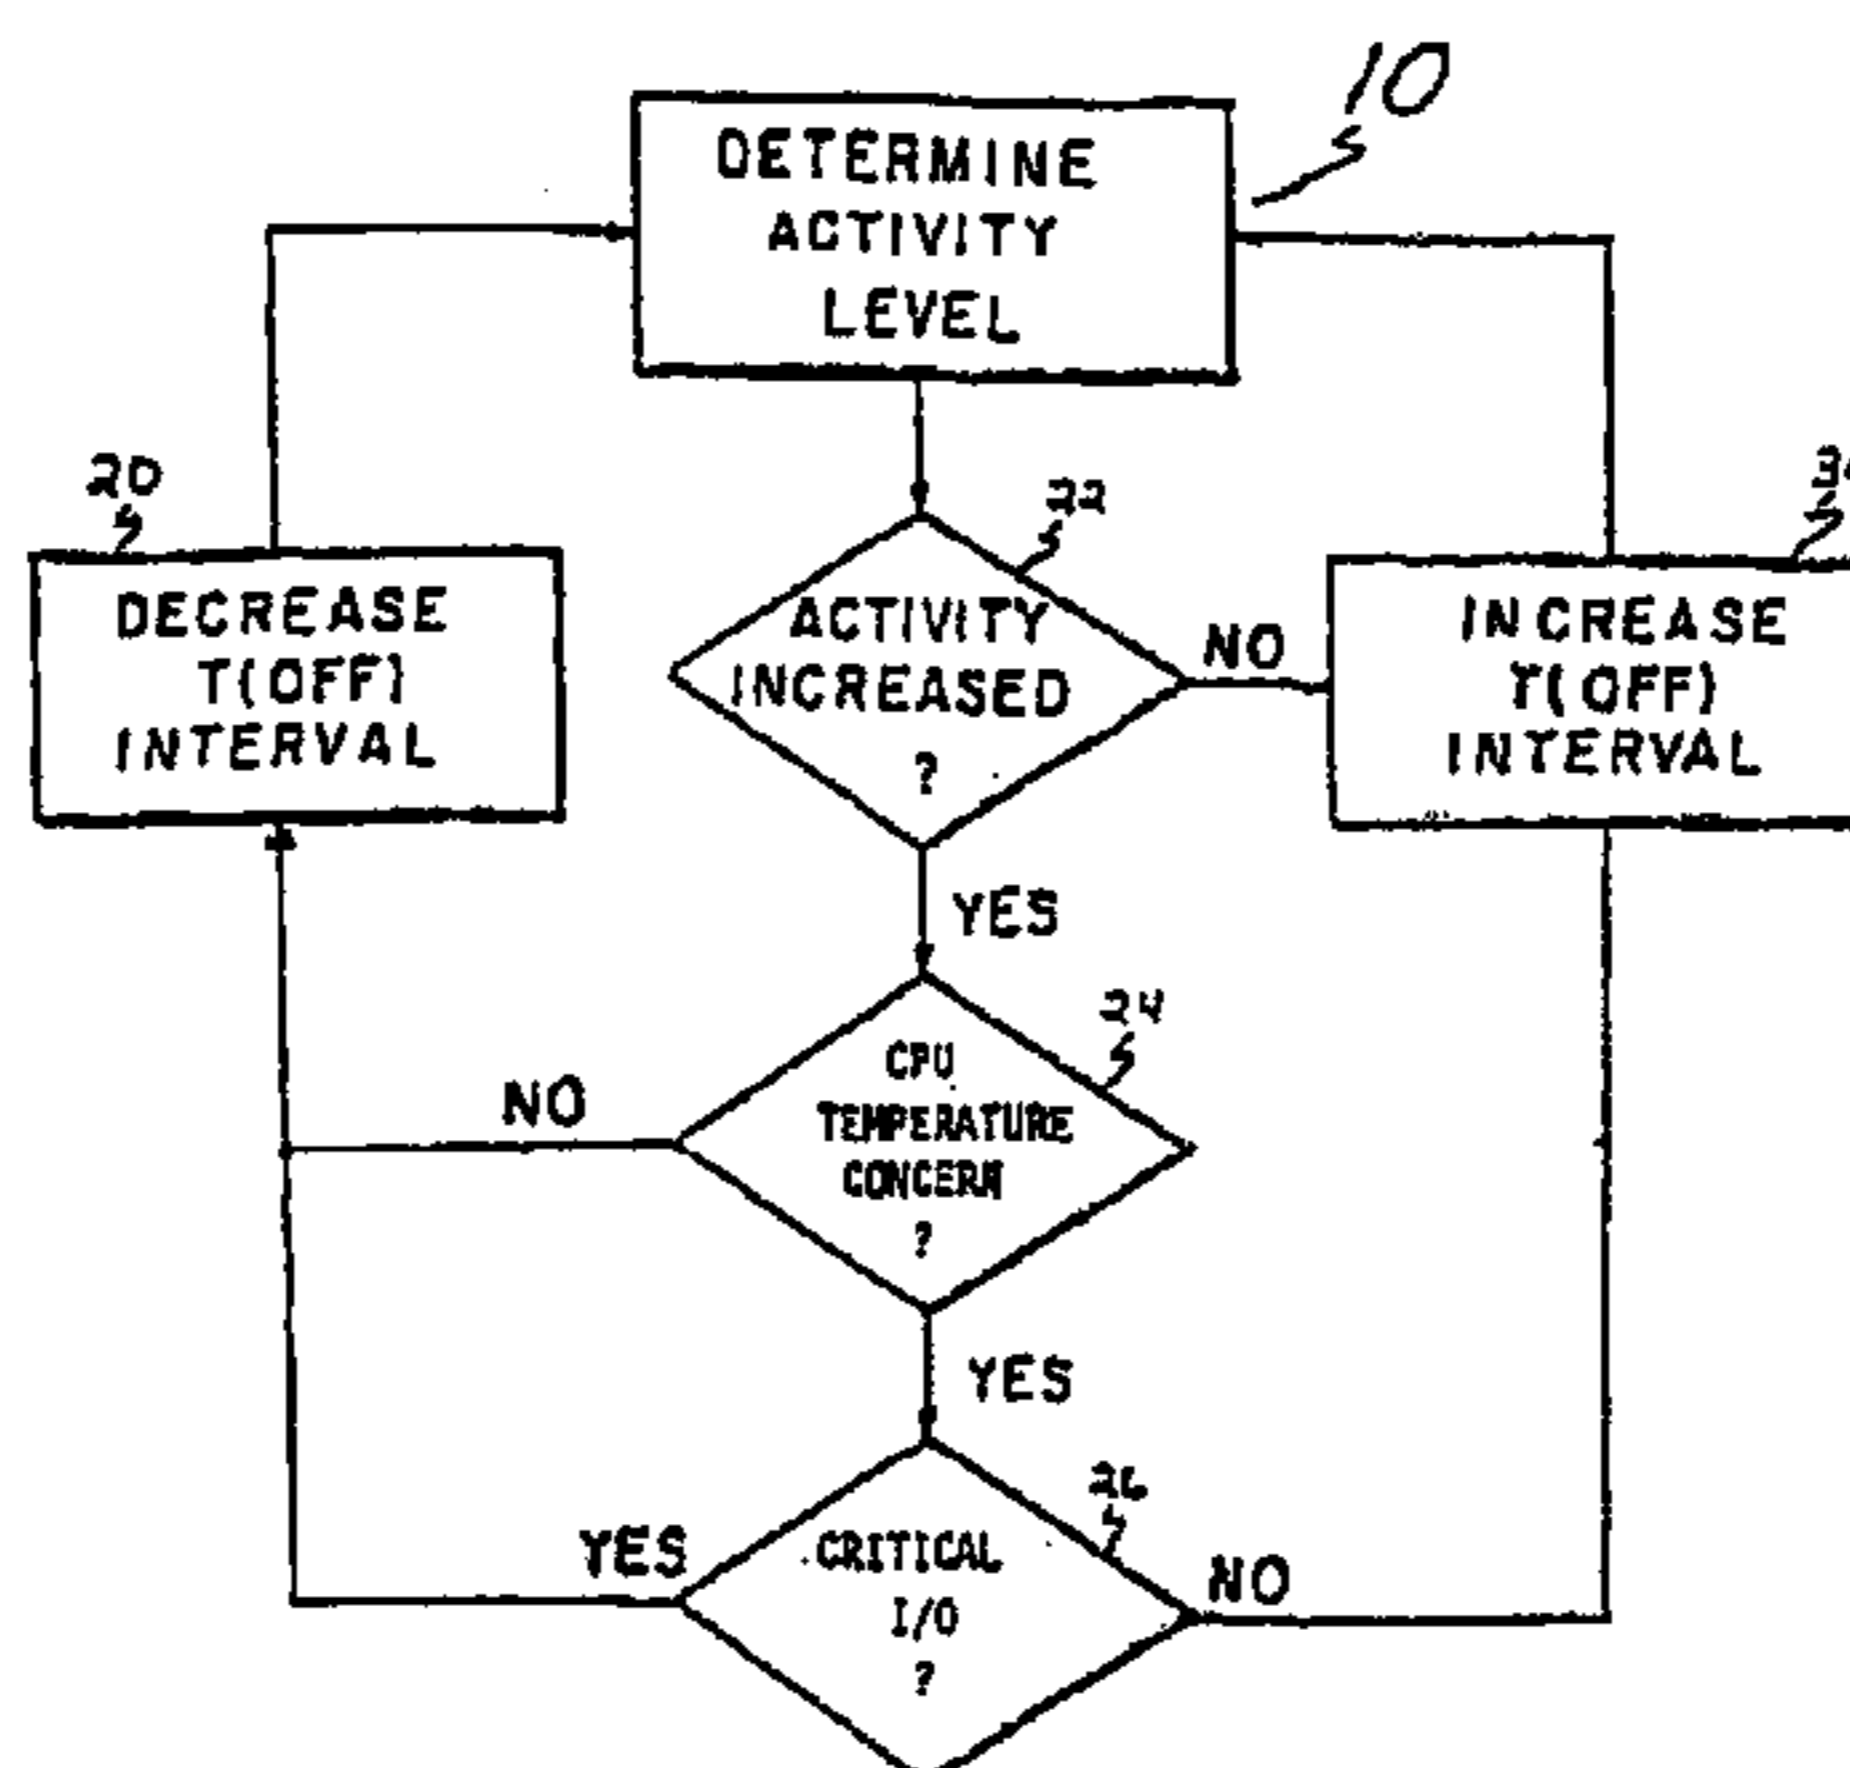 10
DETERMINE
ACTIVITY
LEVEL
20
DECREASE
T(OFF)
INTERVAL
22
ACTIVITY
INCREASED
?
NO
INCREASE
T(OFF)
INTERVAL
YES
24
CPU
TEMPERATURE
CONCERN
?
NO
YES
26
CRITICAL
I/O
?
YES
NO